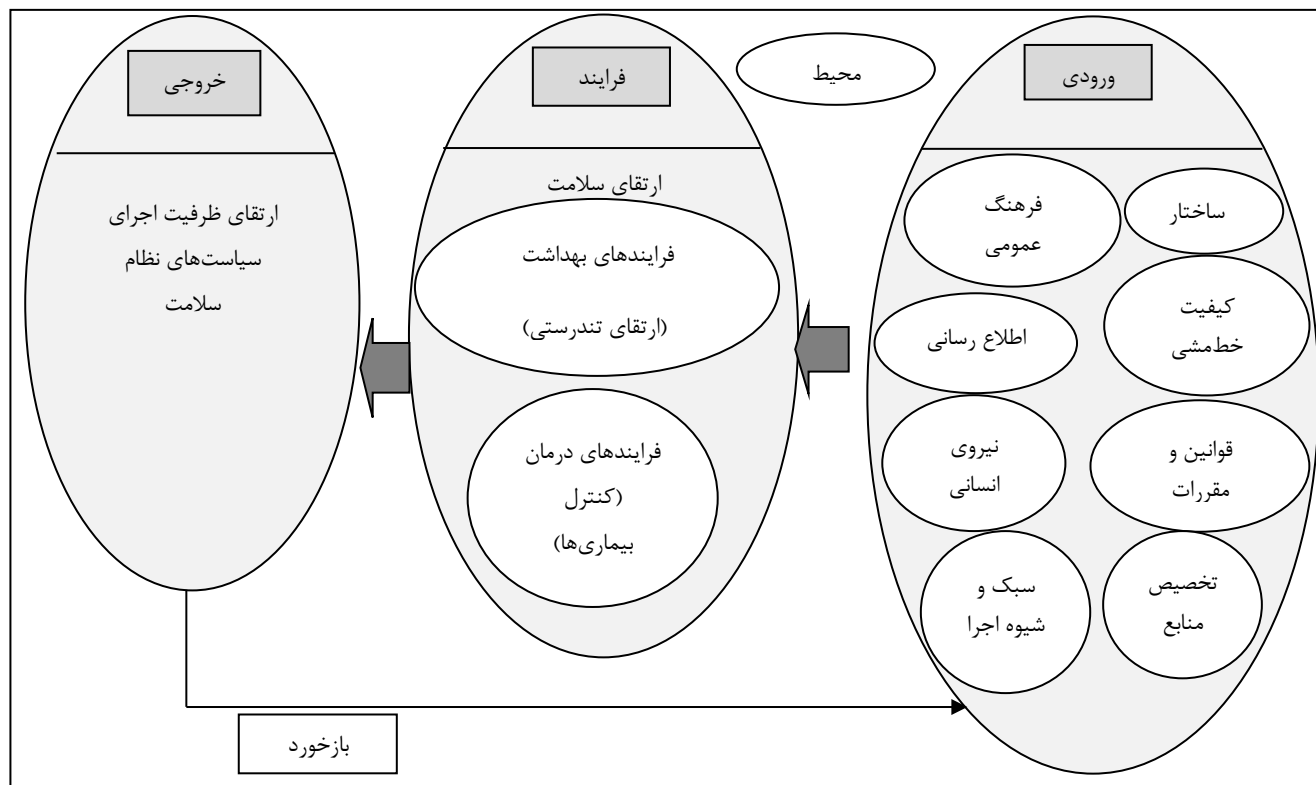 ورودی
ساختار
فرهنگ
عمومی
کیفیت
خط‌مشی
اطلاع رسانی
قوانین و
مقررات
نیروی
انسانی
تخصیص
منابع
سبک و
شیوه اجرا
محیط
فرایند
ارتقای سلامت
فرایندهای بهداشت
(ارتقای تندرستی)
فرایندهای درمان
(کنترل
بیماری‌ها)
خروجی
ارتقای ظرفیت اجرای
سیاست‌های نظام
سلامت
بازخورد